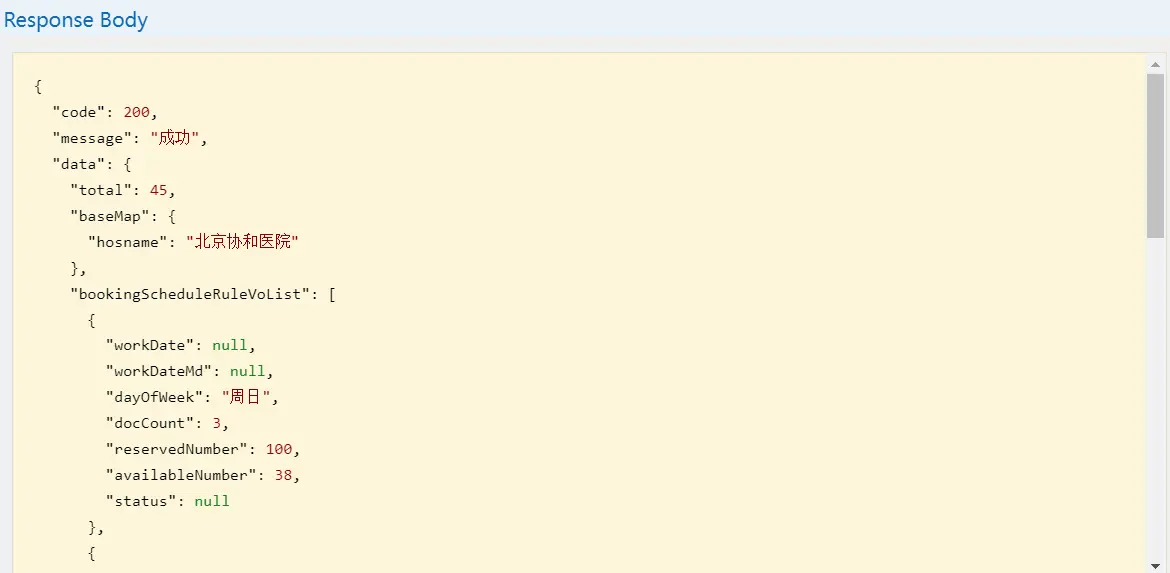 Response Body
{
"code": 200,
"message": "成功",
"data": {
"total": 45,
"baseMap": {
"hosname": "北京协和医院"
},
"bookingScheduleRuleVoList": [
{
"workDate": null,
"workDateMd": null,
"dayOfWeek": "周日",
"docCount": 3,
"reservedNumber": 100,
"availableNumber": 38,
"status": null
},
{